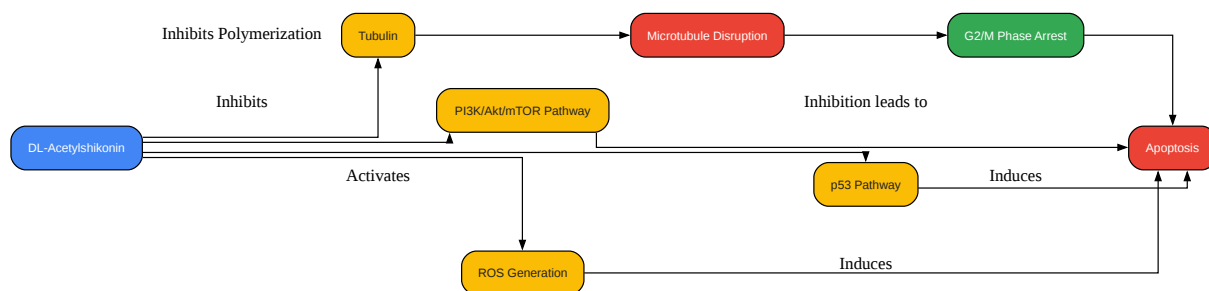 Inhibits Polymerization
Tubulin
Microtubule Disruption
G2/M Phase Arrest
Inhibits
PI3K/Akt/mTOR Pathway
Inhibition leads to
DL-Acetylshikonin
Apoptosis
Activates
p53 Pathway
Induces
ROS Generation
Induces